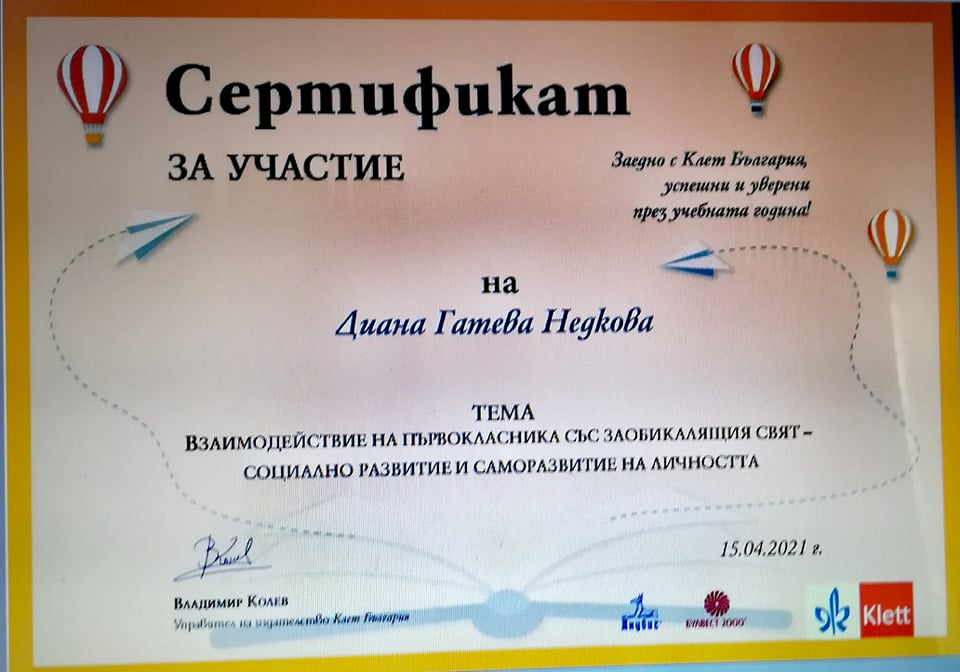 Сертификат
ЗА УЧАСТИЕ
Заедно с Клет България,
успешни и уверени
през учебната година!
на
Диана Гатева Недкова
ТЕМА
ВЗАИМОДЕЙСТВИЕ НА ПЪРВОКЛАСНИКА СЪС ЗАОБИКАЛЯЩИЯ СВЯТ –
СОЦИАЛНО РАЗВИТИЕ И САМОРАЗВИТИЕ НА ЛИЧНОСТТА
15.04.2021 г.
ВЛАДИМИР КОЛЕВ
Управител на издателство Клет България
Анубис
БУЛВЕСТ 2000
Klett